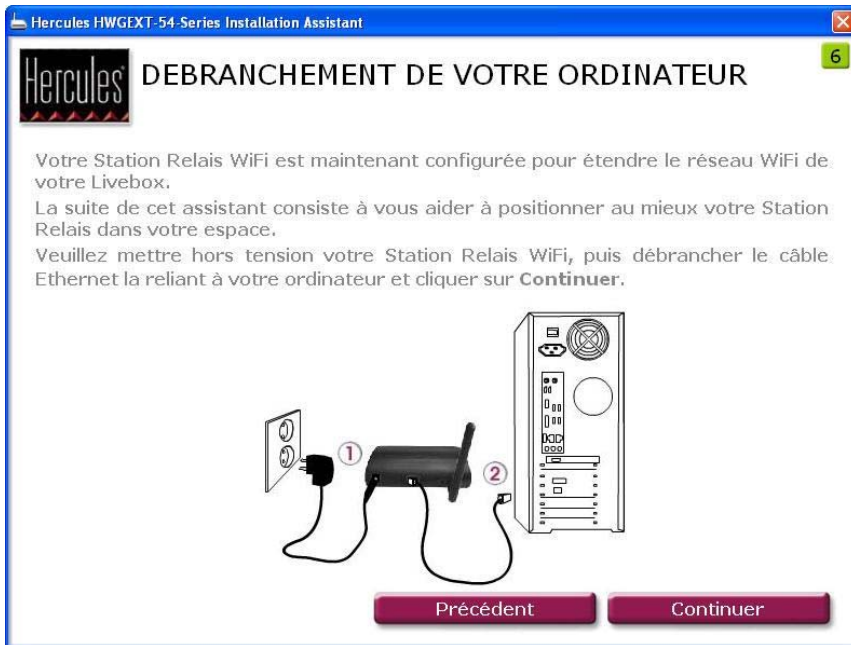 Hercules HWGEXT-54-Series Installation Assistant
Hercules
DEBRANCHEMENT DE VOTRE ORDINATEUR
6
Votre Station Relais WiFi est maintenant configurée pour étendre le réseau WiFi de
votre Livebox.
La suite de cet assistant consiste à vous aider à positionner au mieux votre Station
Relais dans votre espace.
Veuillez mettre hors tension votre Station Relais WiFi, puis débrancher le câble
Ethernet la reliant à votre ordinateur et cliquer sur Continuer.
1
2
Précédent
Continuer